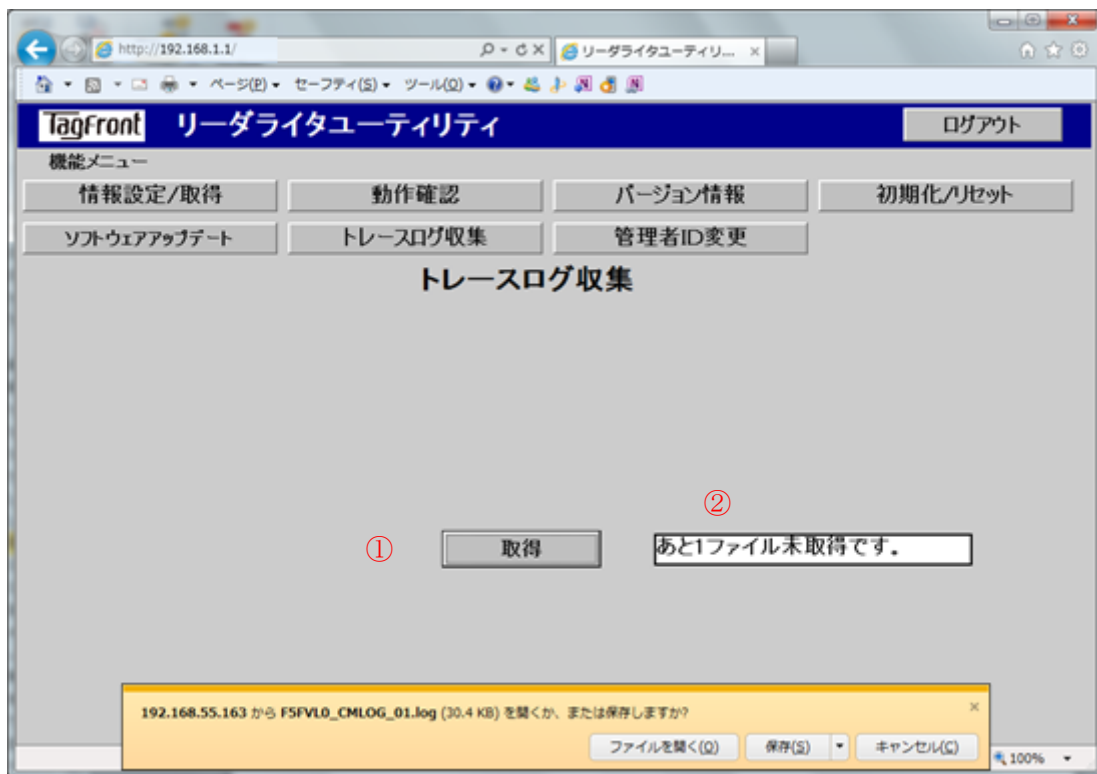 http://192.168.1.1/
リーダライタユーティリ...
ページ(P) セーフティ(S) ツール(O)
TagFront リーダライタユーティリティ ログアウト
機能メニュー
情報設定/取得 動作確認 バージョン情報 初期化/リセット
ソフトウェアアップデート トレースログ収集 管理者ID変更
トレースログ収集
②
① 取得 あと1ファイル未取得です。
192.168.55.163 から F5FVL0_CMLOG_01.log (30.4 KB) を開くか、または保存しますか?
ファイルを開く(O) 保存(S) キャンセル(C)
100%